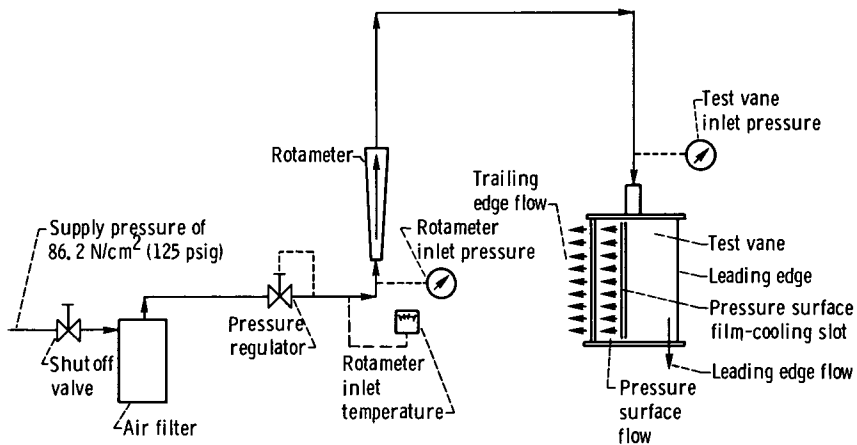 Test vane
inlet pressure
Rotameter
Trailing
edge flow
Supply pressure of
86.2 N/cm² (125 psig)
Rotameter
inlet pressure
Test vane
Leading edge
Pressure surface
film-cooling slot
Pressure
regulator
Shutoff
valve
Rotameter
inlet
temperature
Leading edge flow
Pressure
surface
flow
Air filter